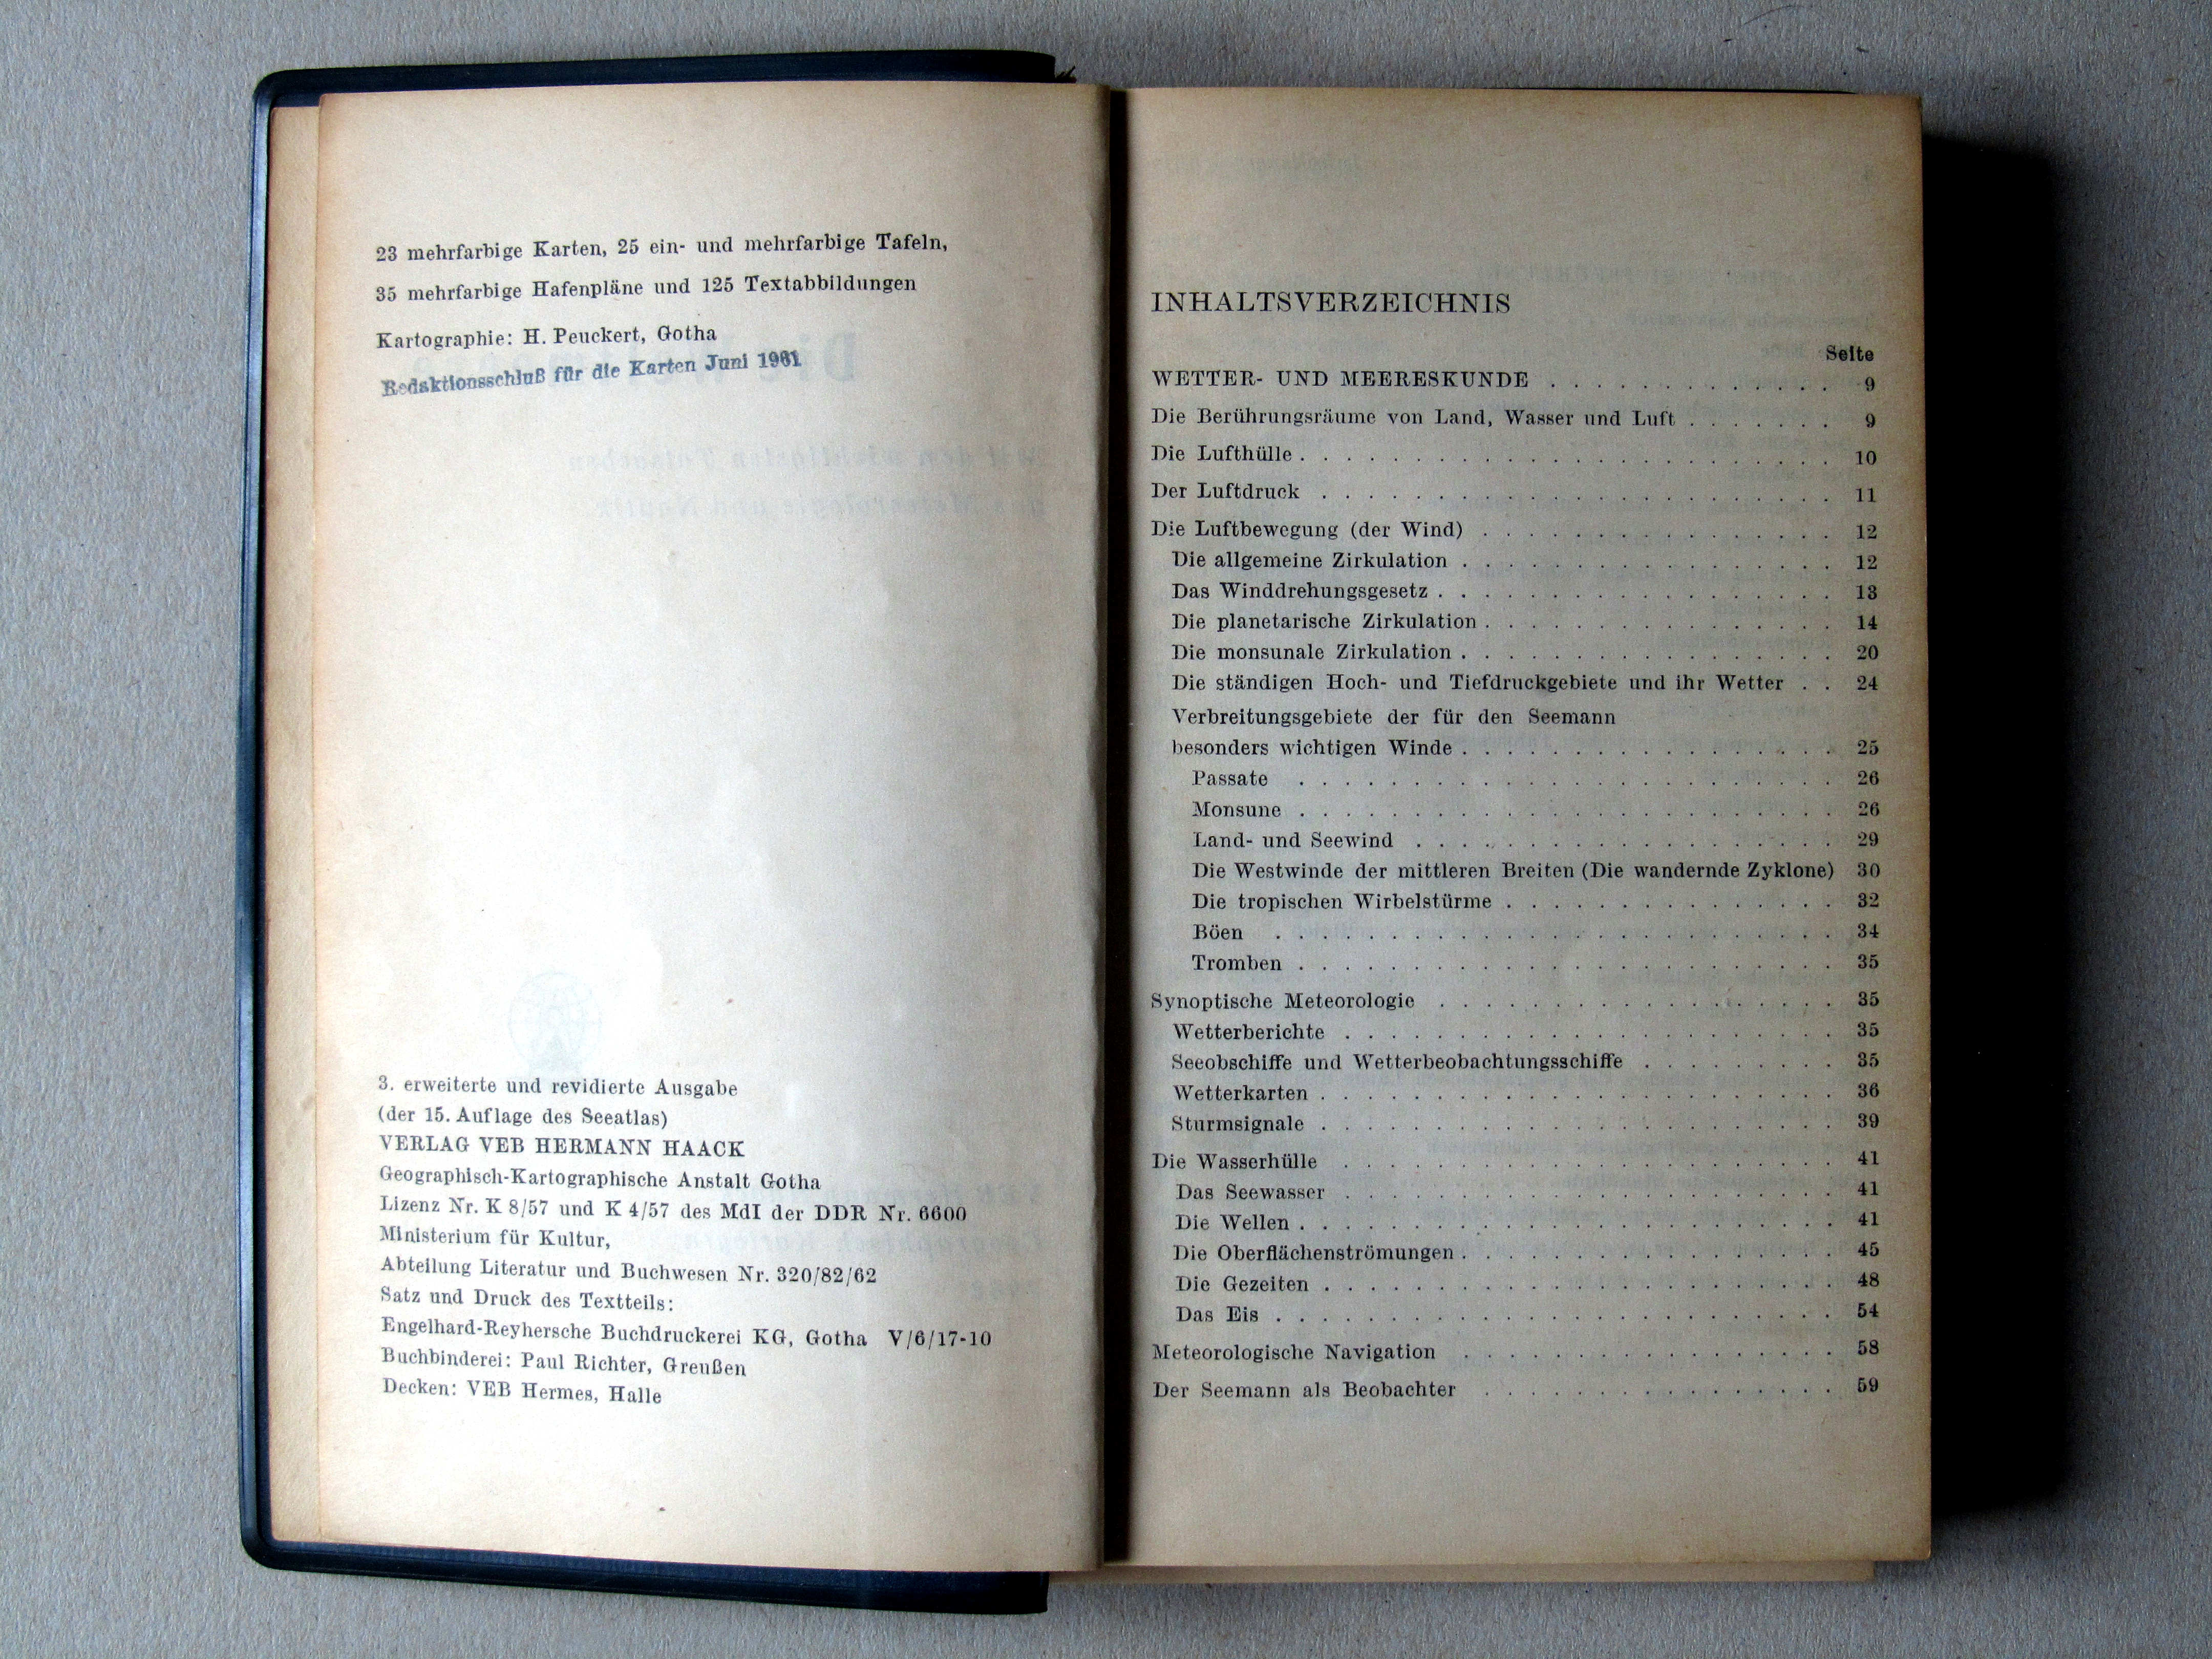 23 mehrfarbige Karten, 25 ein- und mehrfarbige Tafeln,
35 mehrfarbige Hafenpläne und 125 Textabbildungen
Kartographie: H. Peuckert, Gotha
Redaktionsschluß für die Karten Juni 1961
3. erweiterte und revidierte Ausgabe
(der 15. Auflage des Seeatlas)
VERLAG VEB HERMANN HAACK
Geographisch-Kartographische Anstalt Gotha
Lizenz Nr. K 8/57 und K 4/57 des MdI der DDR Nr. 6600
Ministerium für Kultur,
Abteilung Literatur und Buchwesen Nr. 320/82/62
Satz und Druck des Textteils:
Engelhard-Reyhersche Buchdruckerei KG, Gotha V/6/17-10
Buchbinderei: Paul Richter, Greußen
Decken: VEB Hermes, Halle
INHALTSVERZEICHNIS
Seite
WETTER- UND MEERESKUNDE . . . . . . . . . . . . . 9
Die Berührungsräume von Land, Wasser und Luft . . . . . . . 9
Die Lufthülle . . . . . . . . . . . . . . . . . . . . . . . . 10
Der Luftdruck . . . . . . . . . . . . . . . . . . . . . . . 11
Die Luftbewegung (der Wind) . . . . . . . . . . . . . . . . 12
Die allgemeine Zirkulation . . . . . . . . . . . . . . . . . 12
Das Winddrehungsgesetz . . . . . . . . . . . . . . . . . . 13
Die planetarische Zirkulation . . . . . . . . . . . . . . . . 14
Die monsunale Zirkulation . . . . . . . . . . . . . . . . . 20
Die ständigen Hoch- und Tiefdruckgebiete und ihr Wetter . . 24
Verbreitungsgebiete der für den Seemann
besonders wichtigen Winde . . . . . . . . . . . . . . . . . 25
Passate . . . . . . . . . . . . . . . . . . . . . . . . 26
Monsune . . . . . . . . . . . . . . . . . . . . . . . . 26
Land- und Seewind . . . . . . . . . . . . . . . . . . . 29
Die Westwinde der mittleren Breiten (Die wandernde Zyklone) 30
Die tropischen Wirbelstürme . . . . . . . . . . . . . . . 32
Böen . . . . . . . . . . . . . . . . . . . . . . . . . 34
Tromben . . . . . . . . . . . . . . . . . . . . . . . . 35
Synoptische Meteorologie . . . . . . . . . . . . . . . . . . 35
Wetterberichte . . . . . . . . . . . . . . . . . . . . . . 35
Seeobschiffe und Wetterbeobachtungsschiffe . . . . . . . . . 35
Wetterkarten . . . . . . . . . . . . . . . . . . . . . . . 36
Sturmsignale . . . . . . . . . . . . . . . . . . . . . . . 39
Die Wasserhülle . . . . . . . . . . . . . . . . . . . . . . 41
Das Seewasser . . . . . . . . . . . . . . . . . . . . . . 41
Die Wellen . . . . . . . . . . . . . . . . . . . . . . . . 41
Die Oberflächenströmungen . . . . . . . . . . . . . . . . . 45
Die Gezeiten . . . . . . . . . . . . . . . . . . . . . . . 48
Das Eis . . . . . . . . . . . . . . . . . . . . . . . . . 54
Meteorologische Navigation . . . . . . . . . . . . . . . . . 58
Der Seemann als Beobachter . . . . . . . . . . . . . . . . 59